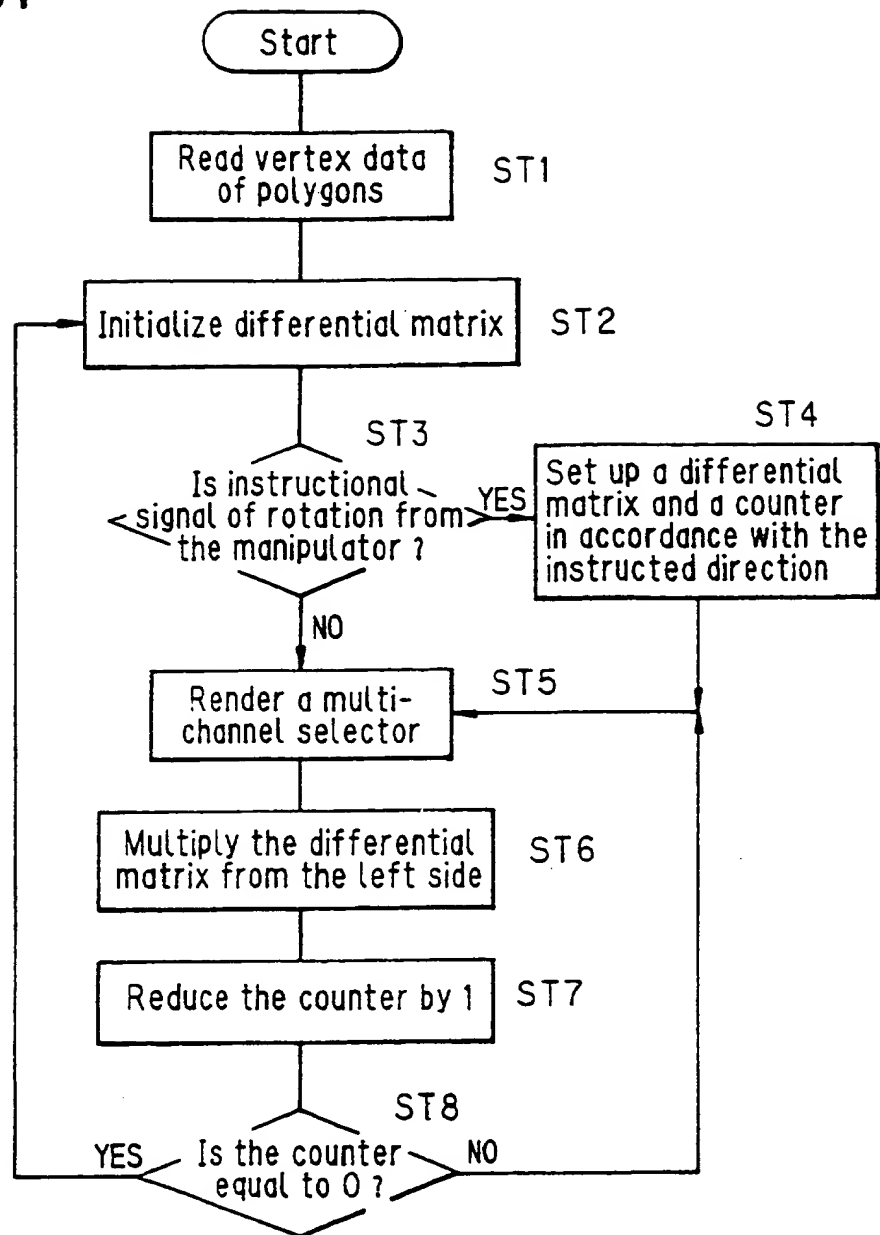 Start
Read vertex data
of polygons
ST1
Initialize differential matrix
ST2
ST3
Is instructional
signal of rotation from
the manipulator ?
YES
ST4
Set up a differential
matrix and a counter
in accordance with the
instructed direction
NO
Render a multi-
channel selector
ST5
Multiply the differential
matrix from the left side
ST6
Reduce the counter by 1
ST7
ST8
YES
Is the counter
equal to 0 ?
NO